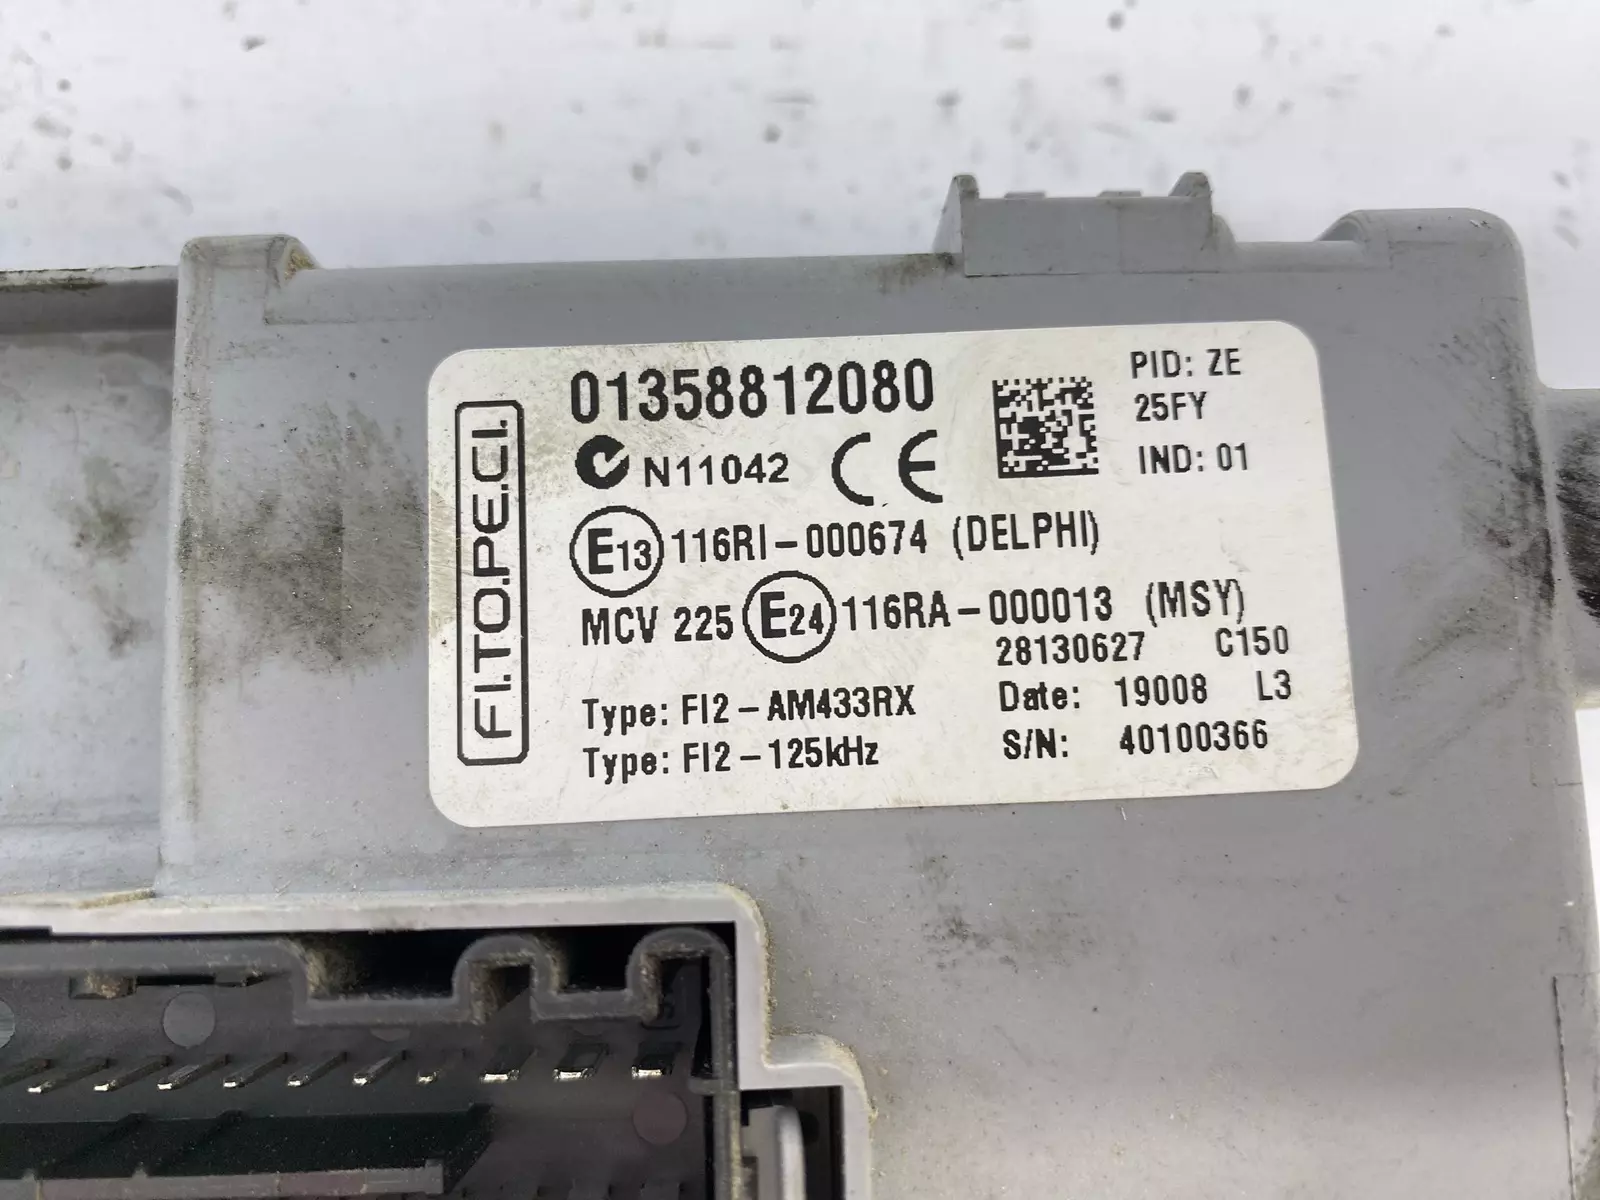 FI.TO.PE.CI.
01358812080
N11042 CE
E13 116RI-000674 (DELPHI)
MCV 225 E24 116RA-000013 (MSY)
28130627 C150
Type: FI2-AM433RX
Date: 19008 L3
Type: FI2-125kHz
S/N: 40100366
PID: ZE
25FY
IND: 01